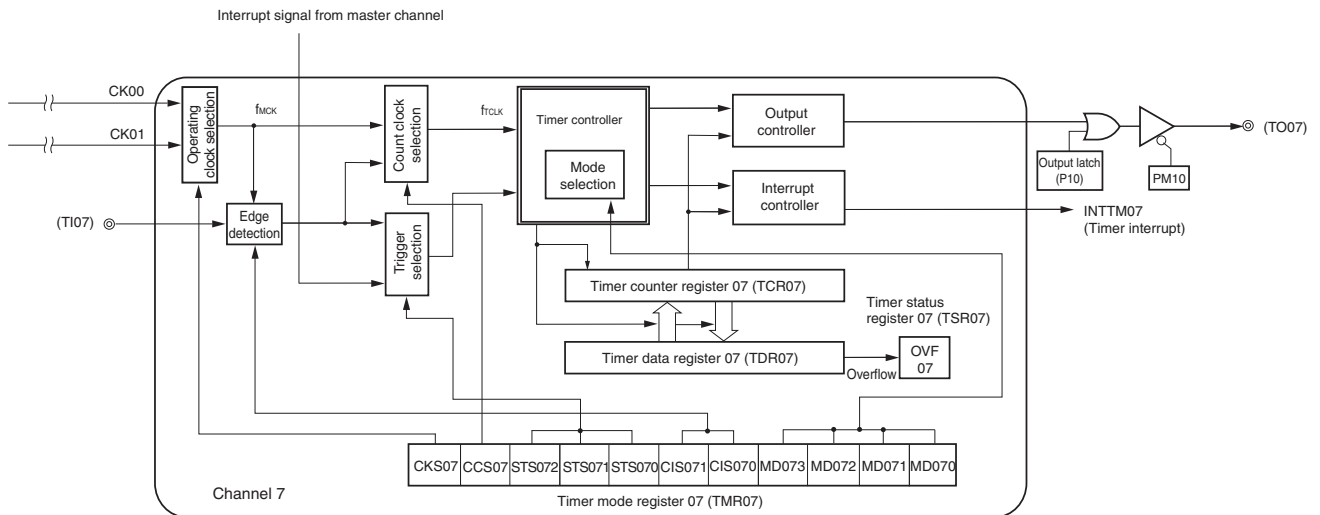 Interrupt signal from master channel
CK00
CK01
Operating
clock selection
fMCK
Count clock
selection
fTCLK
Timer controller
Mode
selection
Output
controller
Interrupt
controller
Output latch
(P10)
PM10
(TO07)
INTTM07
(Timer interrupt)
(TI07)
Edge
detection
Trigger
selection
Timer counter register 07 (TCR07)
Timer status
register 07 (TSR07)
Timer data register 07 (TDR07)
Overflow
OVF
07
CKS07 CCS07 STS072 STS071 STS070 CIS071 CIS070 MD073 MD072 MD071 MD070
Channel 7
Timer mode register 07 (TMR07)